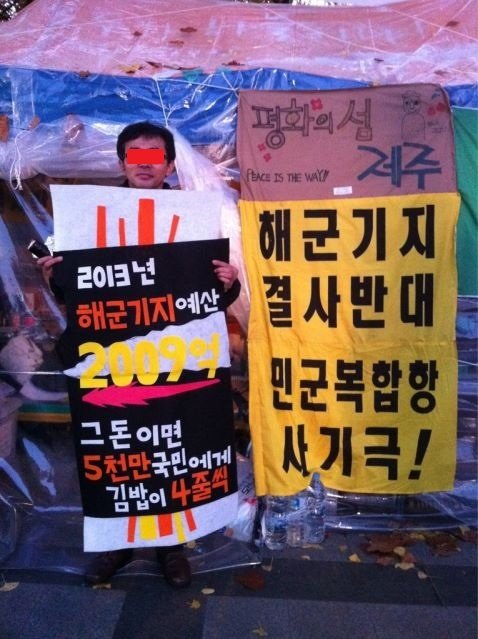 2013년
해군기지예산
2009억
그 돈이면
5천만국민에게
김밥이 4줄씩
평화의 섬
제주
PEACE IS THE WAY!!
해군기지
결사반대
민군복합항
사기극!